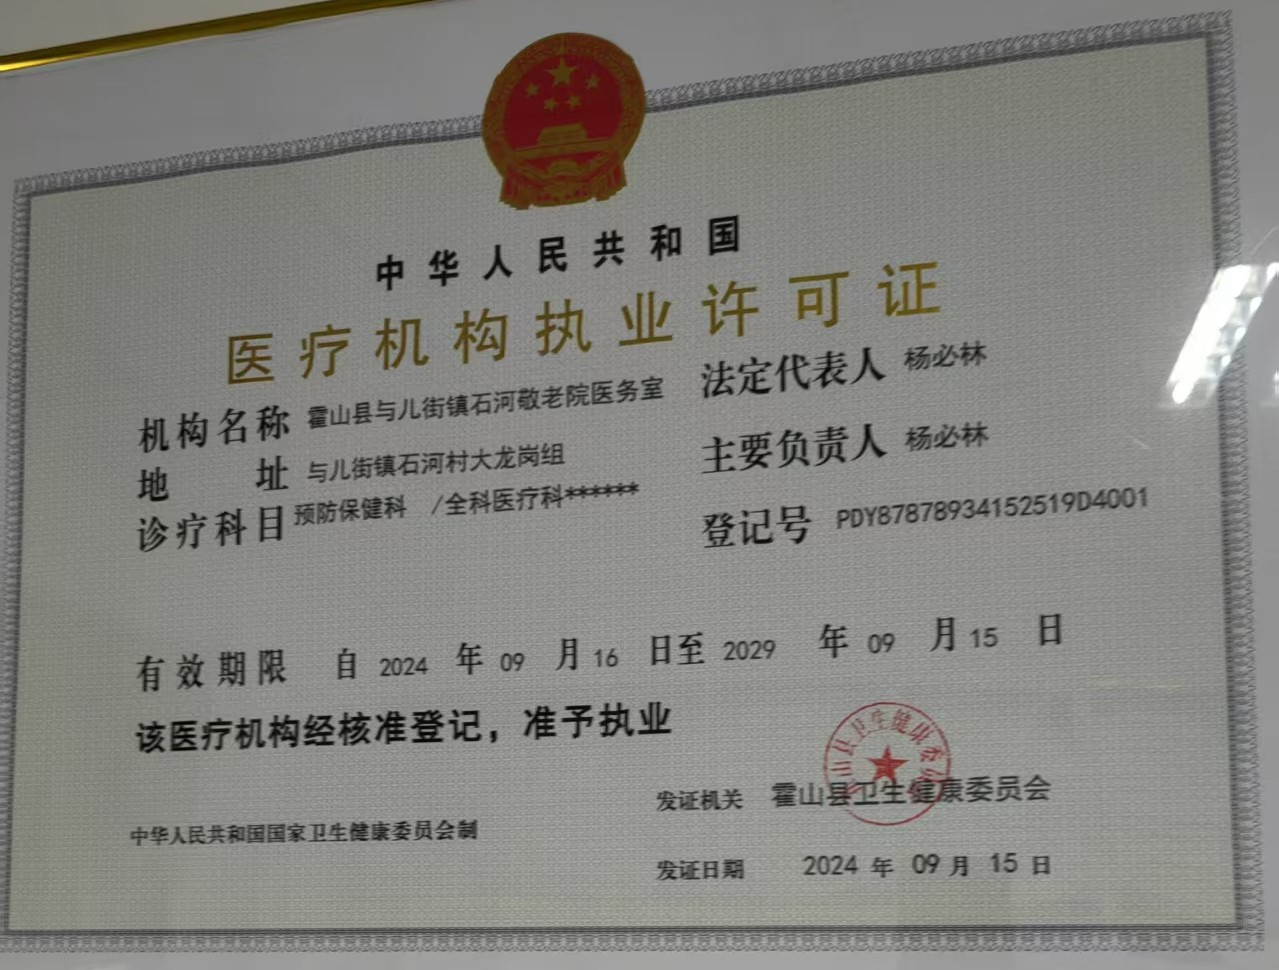 中华人民共和国
医疗机构执业许可证
机构名称 霍山县与儿街镇石河敬老院医务室
法定代表人 杨必林
地址 与儿街镇石河村大龙岗组
主要负责人 杨必林
诊疗科目 预防保健科 /全科医疗科******
登记号 PDY87878934152519D4001
有效期限 自 2024 年 09 月 16 日至 2029 年 09 月 15 日
该医疗机构经核准登记，准予执业
山县卫生健康委员
发证机关 霍山县卫生健康委员会
中华人民共和国国家卫生健康委员会制
发证日期 2024 年 09 月 15 日